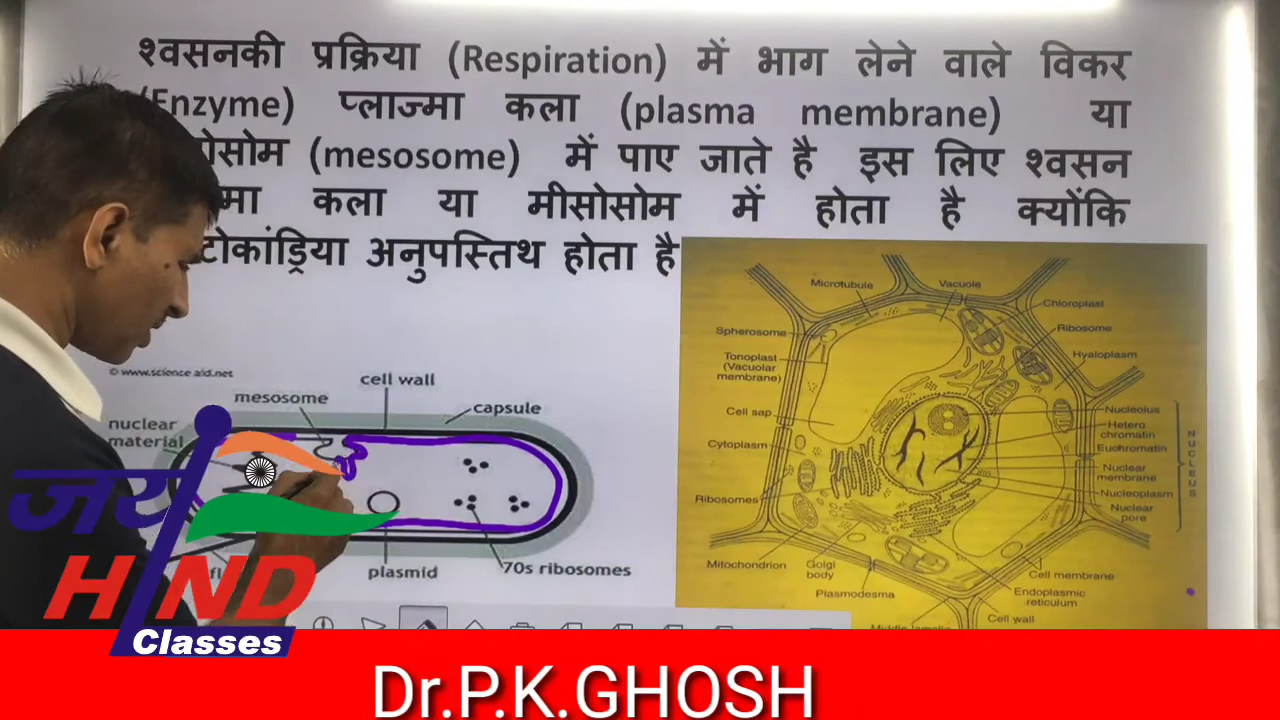 श्वसनकी प्रक्रिया (Respiration) में भाग लेने वाले विकर
(Enzyme) प्लाज्मा कला (plasma membrane) या
(mesosome) में पाए जाते है इस लिए श्वसन
कला या मीसोसोम में होता है क्योंकि
अनुपस्तिथ होता है
© www.science aid.net
cell wall
mesosome
capsule
nuclear
material
plasmid
70s ribosomes
Microtubule
Vacuole
Chloroplast
Spherosome
Ribosome
Tonoplast
(Vacuolar
membrane)
Hyaloplasm
Cell sap
Nucleolus
Hetero
chromatin
Cytoplasm
Euchromatin
Nuclear
membrane
Ribosomes
Nucleoplasm
Nuclear
pore
NUCLEUS
Mitochondrion
Golgi
body
Cell membrane
Plasmodesma
Endoplasmic
reticulum
Cell wall
जय
HIND
Classes
Dr.P.K.GHOSH